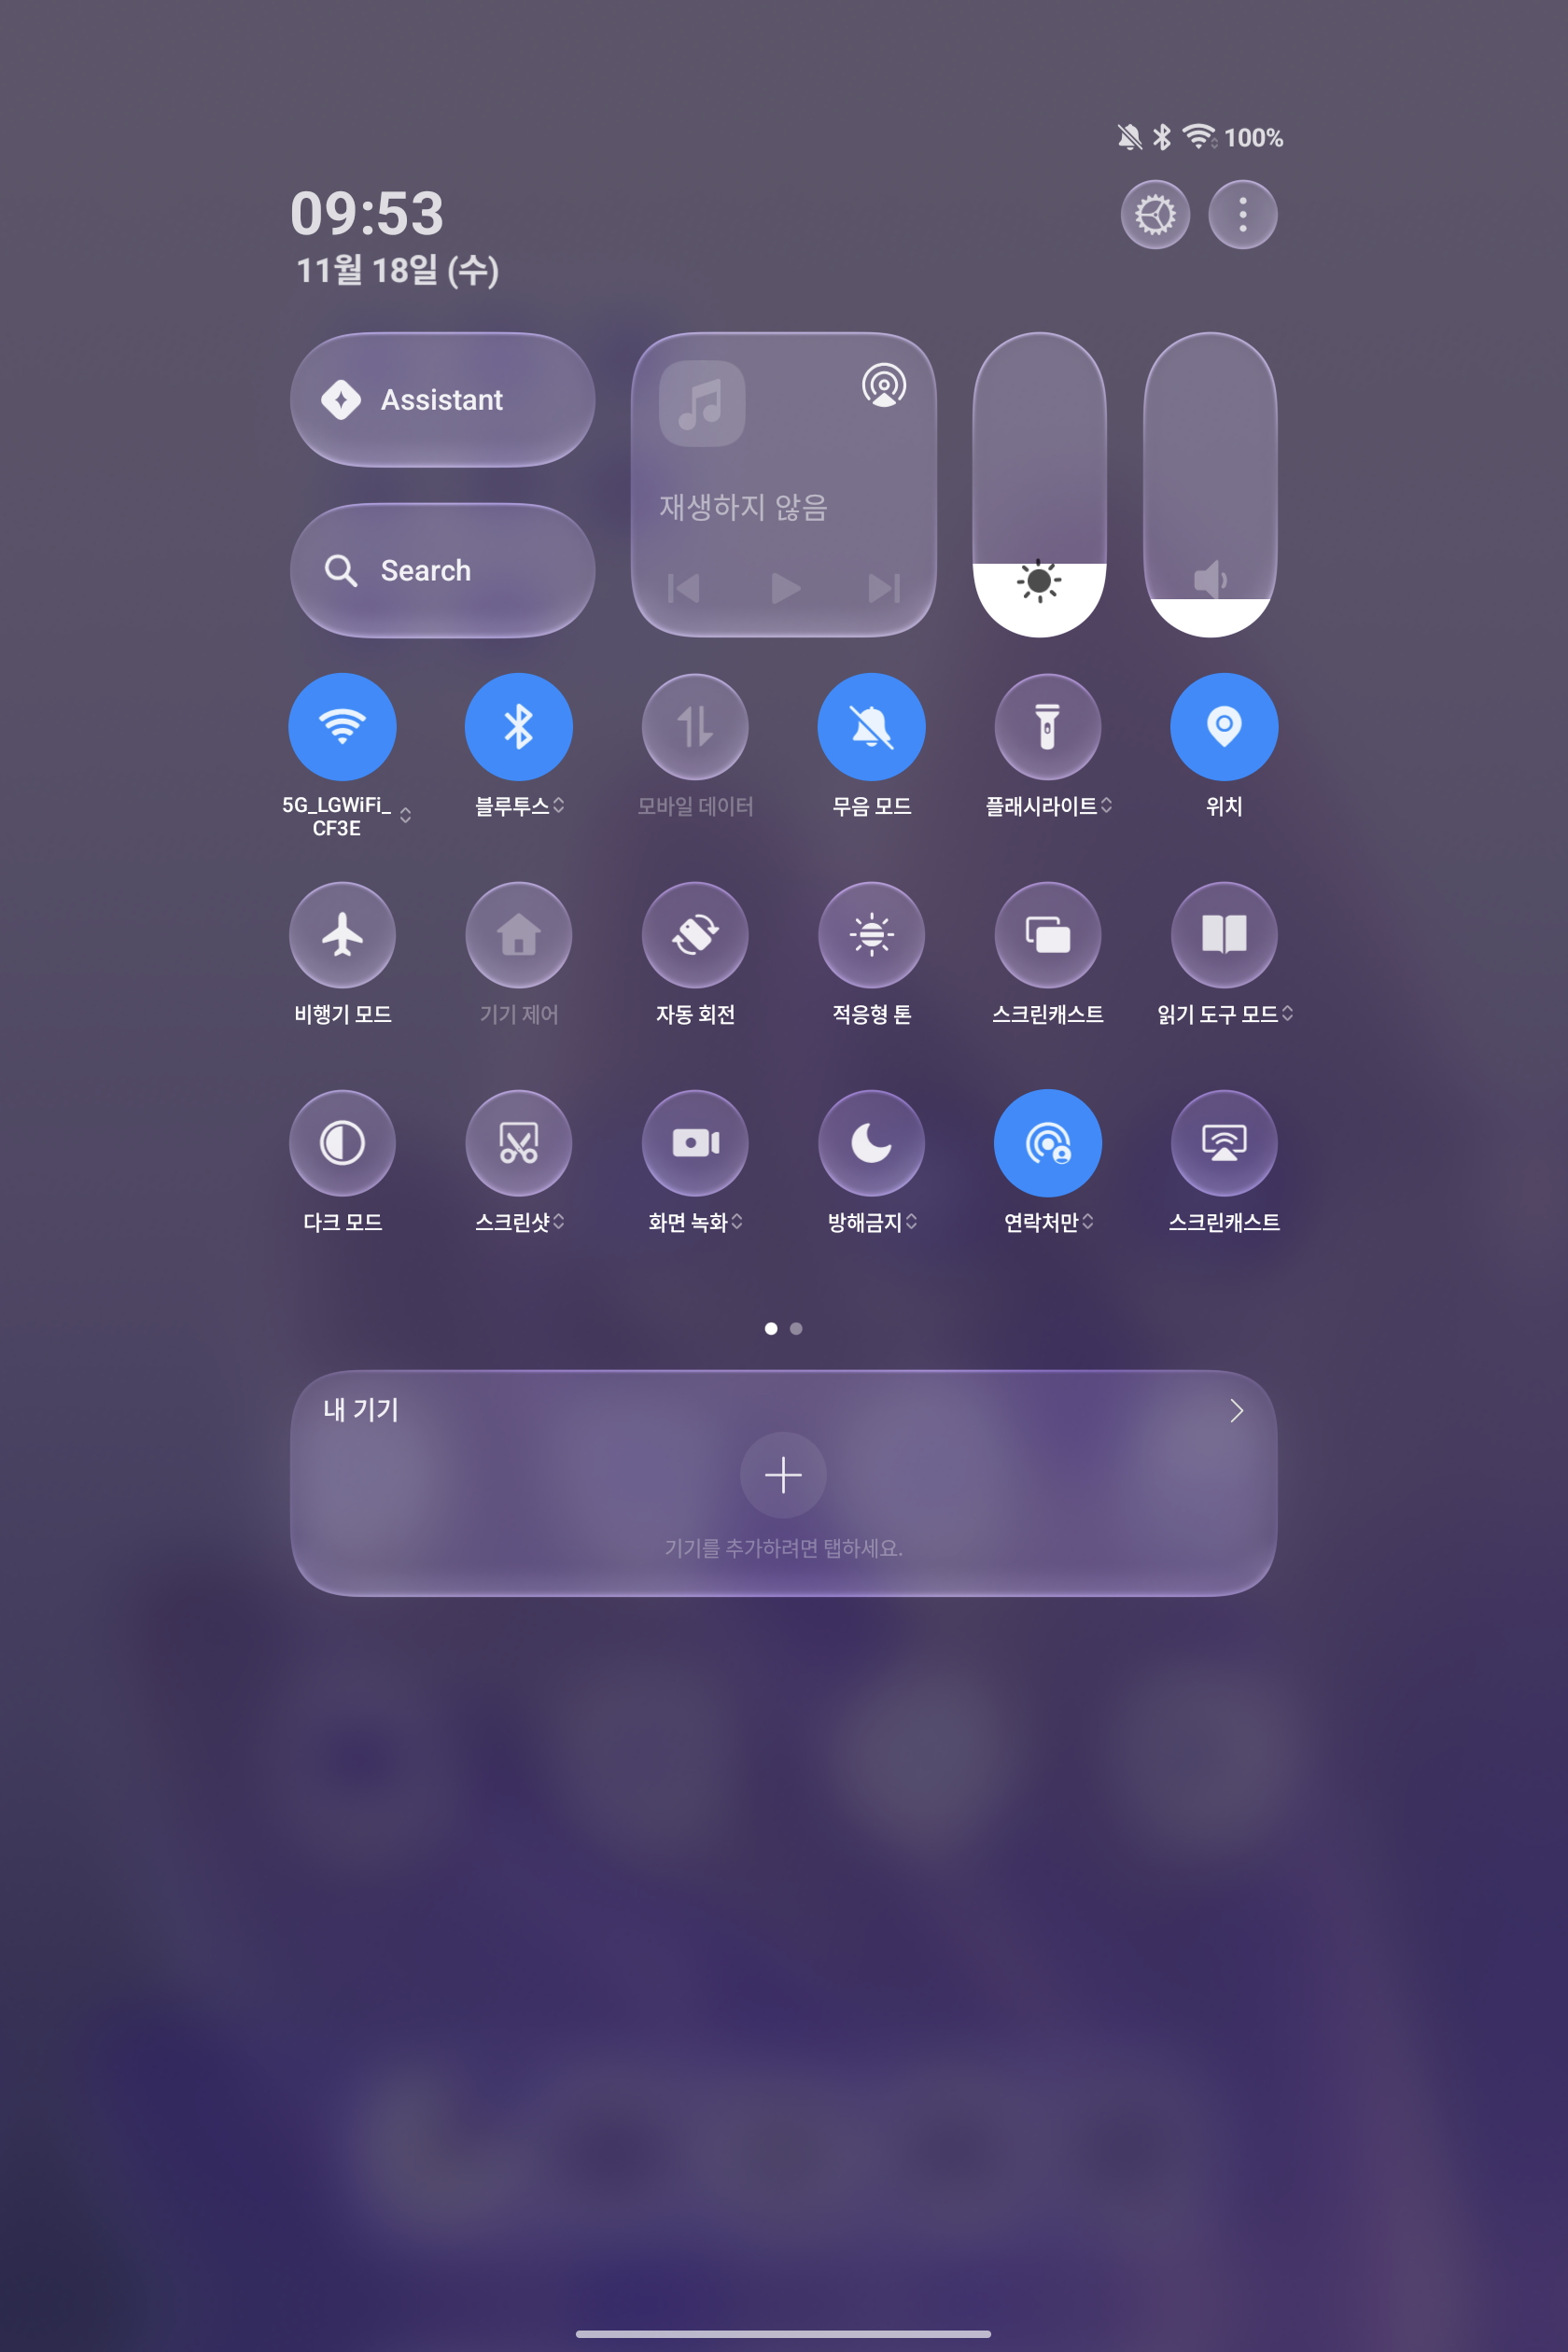 100%
09:53
11월 18일 (수)
Assistant
Search
재생하지 않음
5G_LGWiFi_
CF3E
블루투스
모바일 데이터
무음 모드
플래시라이트
위치
비행기 모드
기기 제어
자동 회전
적응형 톤
스크린캐스트
읽기 도구 모드
다크 모드
스크린샷
화면 녹화
방해금지
연락처만
스크린캐스트
내 기기
기기를 추가하려면 탭하세요.